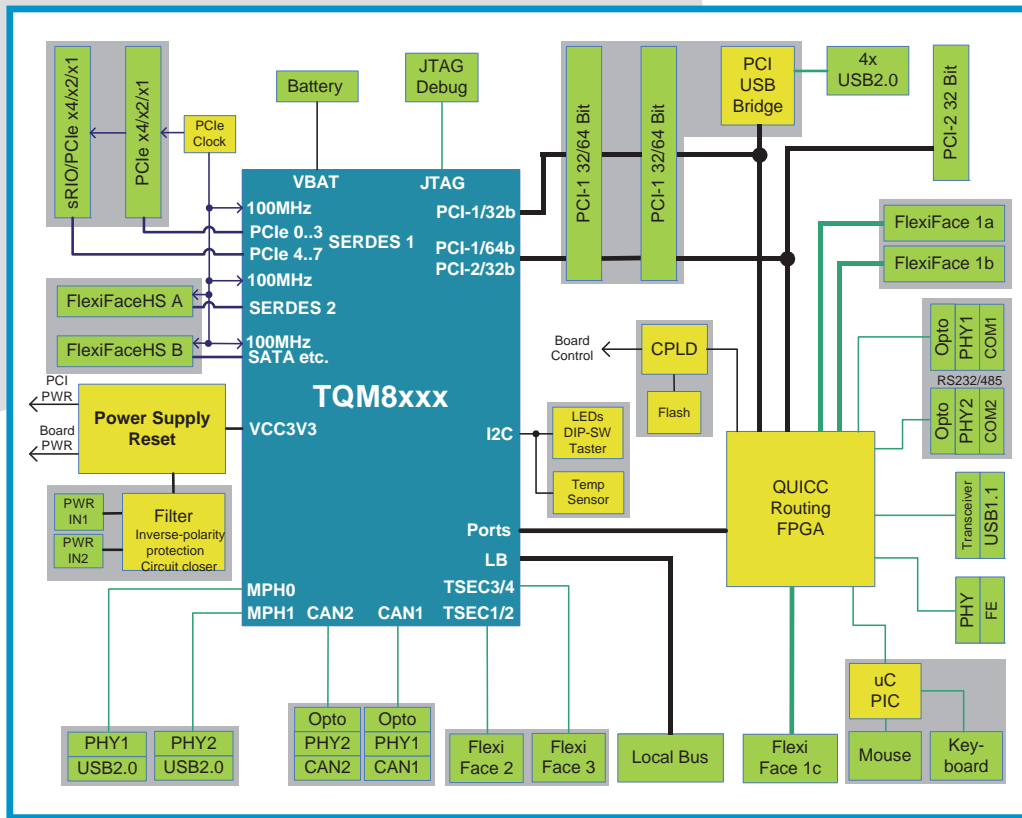 sRIO/PCIe x4/x2/x1
PCIe x4/x2/x1
PCIe
Clock
Battery
JTAG
Debug
PCI-1 32/64 Bit
PCI-1 32/64 Bit
PCI
USB
Bridge
4x
USB2.0
PCI-2 32 Bit
VBAT
JTAG
100MHz
PCIe 0..3
SERDES 1
PCIe 4..7
100MHz
SERDES 2
100MHz
SATA etc.
PCI-1/32b
PCI-1/64b
PCI-2/32b
FlexiFace 1a
FlexiFace 1b
FlexiFaceHS A
FlexiFaceHS B
Board
Control
CPLD
Flash
Opto
PHY1
COM1
RS232/485
Opto
PHY2
COM2
PCI
PWR
Board
PWR
Power Supply
Reset
VCC3V3
TQM8xxx
I2C
LEDs
DIP-SW
Taster
Temp
Sensor
QUICC
Routing
FPGA
Transceiver
USB1.1
PWR
IN1
PWR
IN2
Filter
Inverse-polarity
protection
Circuit closer
Ports
LB
TSEC3/4
TSEC1/2
MPH0
MPH1
CAN2
CAN1
PHY
FE
uC
PIC
Mouse
Key-
board
PHY1
USB2.0
PHY2
USB2.0
Opto
PHY2
CAN2
Opto
PHY1
CAN1
Flexi
Face 2
Flexi
Face 3
Local Bus
Flexi
Face 1c